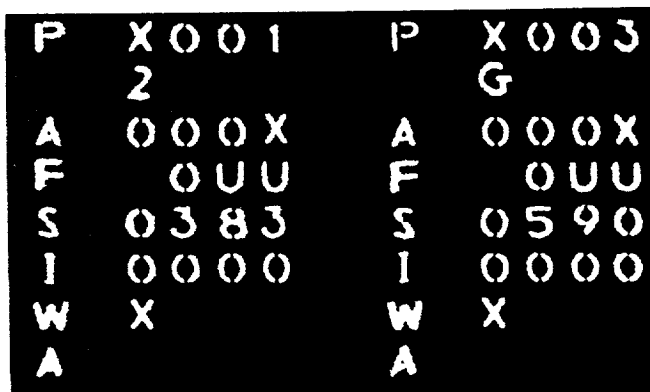 P X001 P X003
2 G
A 000X A 000X
F 0UU F 0UU
S 0383 S 0590
I 0000 I 0000
W X W X
A A